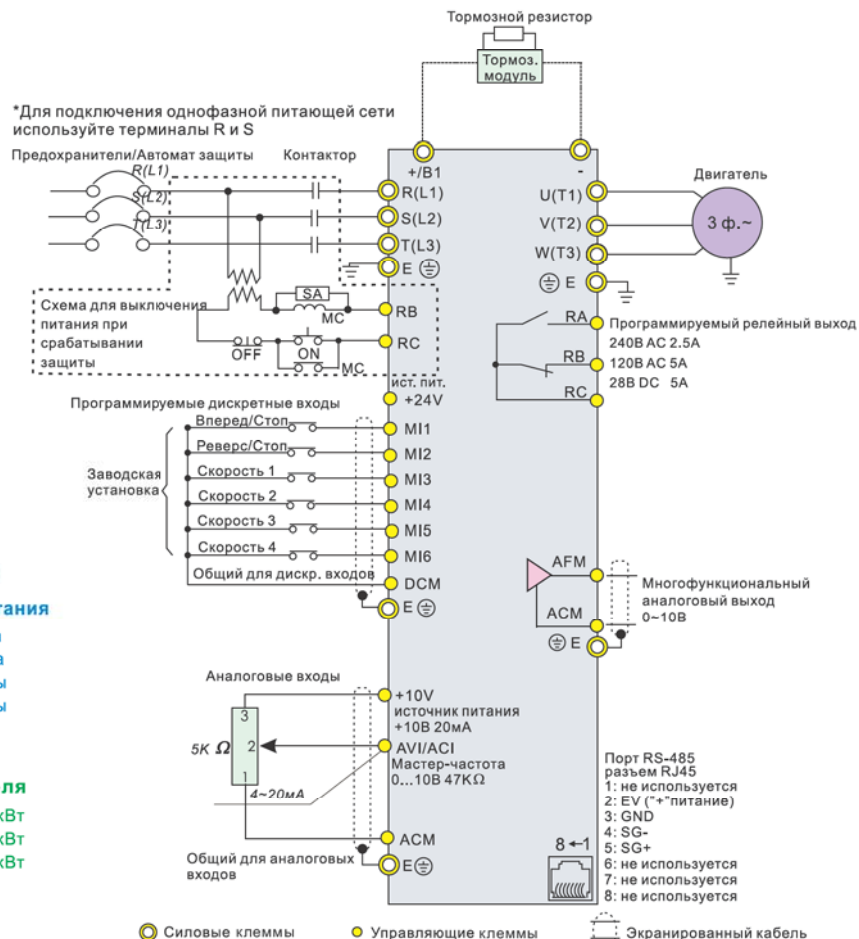 Тормозной резистор
Тормоз.
модуль
*Для подключения однофазной питающей сети
используйте терминалы R и S
Предохранители/Автомат защиты
Контактор
R(L1)
S(L2)
T(L3)
+/B1
-
R(L1)
S(L2)
T(L3)
E
U(T1)
V(T2)
W(T3)
E
Двигатель
3 ф.~
Схема для выключения
питания при
срабатывании
защиты
SA
MC
OFF
ON
MC
RB
RC
RA
RB
RC
Программируемый релейный выход
240В AC 2.5A
120В AC 5A
28В DC 5A
ист. пит.
+24V
Программируемые дискретные входы
Заводская
установка
Вперед/Стоп
MI1
Реверс/Стоп
MI2
Скорость 1
MI3
Скорость 2
MI4
Скорость 3
MI5
Скорость 4
MI6
Общий для дискр. входов
DCM
E
AFM
ACM
E
Многофункциональный
аналоговый выход
0~10В
тания
а
ы
ы
ля
кВт
кВт
кВт
Аналоговые входы
3
2
1
5K Ω
4~20мА
+10V
источник питания
+10В 20мА
AVI/ACI
Мастер-частота
0...10В 47KΩ
ACM
Общий для аналоговых
входов
E
Порт RS-485
разъем RJ45
1: не используется
2: EV ("+"питание)
3: GND
4: SG-
5: SG+
6: не используется
7: не используется
8: не используется
8←1
Силовые клеммы
Управляющие клеммы
Экранированный кабель